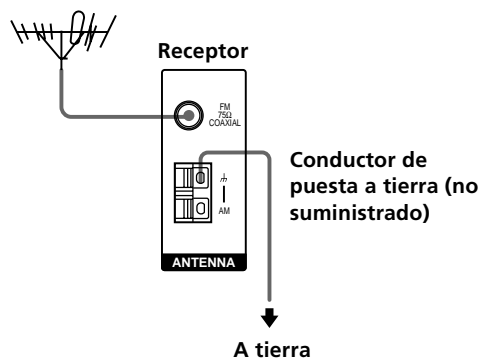 Receptor
FM
75Ω
COAXIAL
AM
ANTENNA
Conductor de
puesta a tierra (no
suministrado)
A tierra